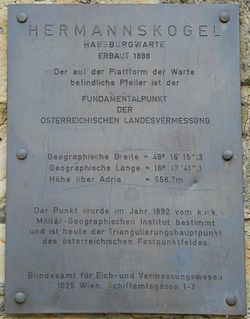 HERMANNSKOGEL
HABSBURGWARTE
ERBAUT 1888
Der auf der Plattform der Warte
befindliche Pfeiler ist der
FUNDAMENTALPUNKT
DER
ÖSTERREICHISCHEN LANDESVERMESSUNG
Geographische Breite = 48° 16' 15".3
Geographische Länge = 16° 17' 41".1
Höhe über Adria = 558,7m
Der Punkt wurde im Jahr 1892 vom k.u.k.
Militär-Geographischen Institut bestimmt
und ist heute der Triangulierungshauptpunkt
des österreichischen Festpunktfeldes.
Bundesamt für Eich-und Vermessungswesen
1025 Wien, Schiffamtsgasse 1-3